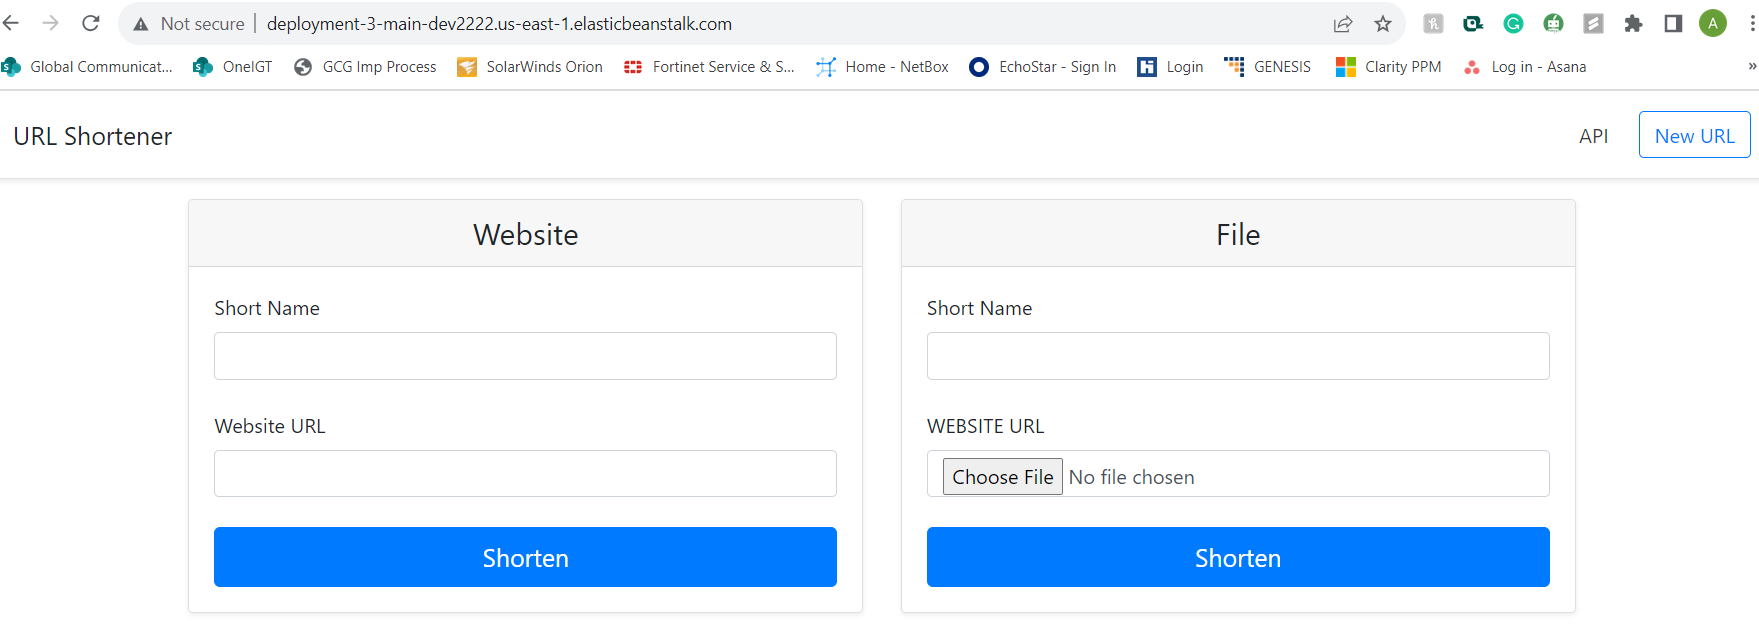 Not secure | deployment-3-main-dev2222.us-east-1.elasticbeanstalk.com A
Global Communicat... OneIGT GCG Imp Process SolarWinds Orion Fortinet Service & S... Home - NetBox EchoStar - Sign In Login GENESIS Clarity PPM Log in - Asana »
URL Shortener API New URL
Website
Short Name
Website URL
Shorten
File
Short Name
WEBSITE URL
Choose File No file chosen
Shorten